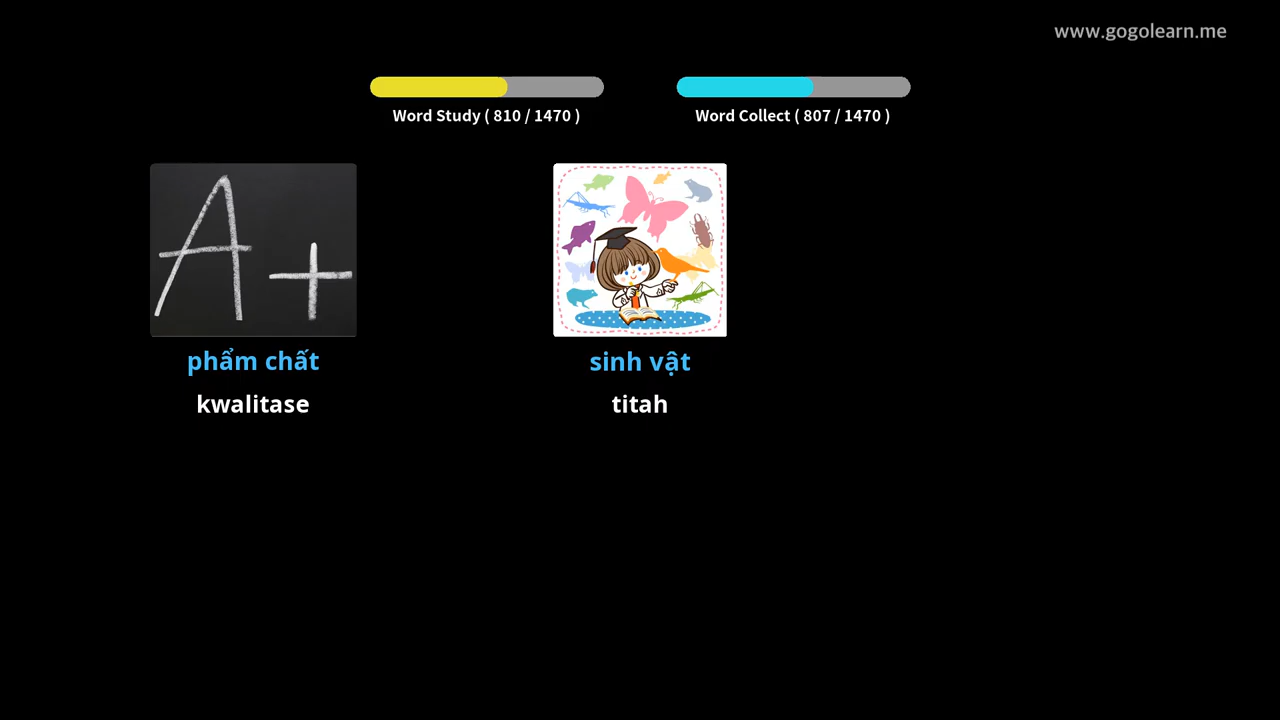 www.gogolearn.me
Word Study ( 810 / 1470 )
Word Collect ( 807 / 1470 )
A+
phẩm chất
kwalitase
sinh vật
titah